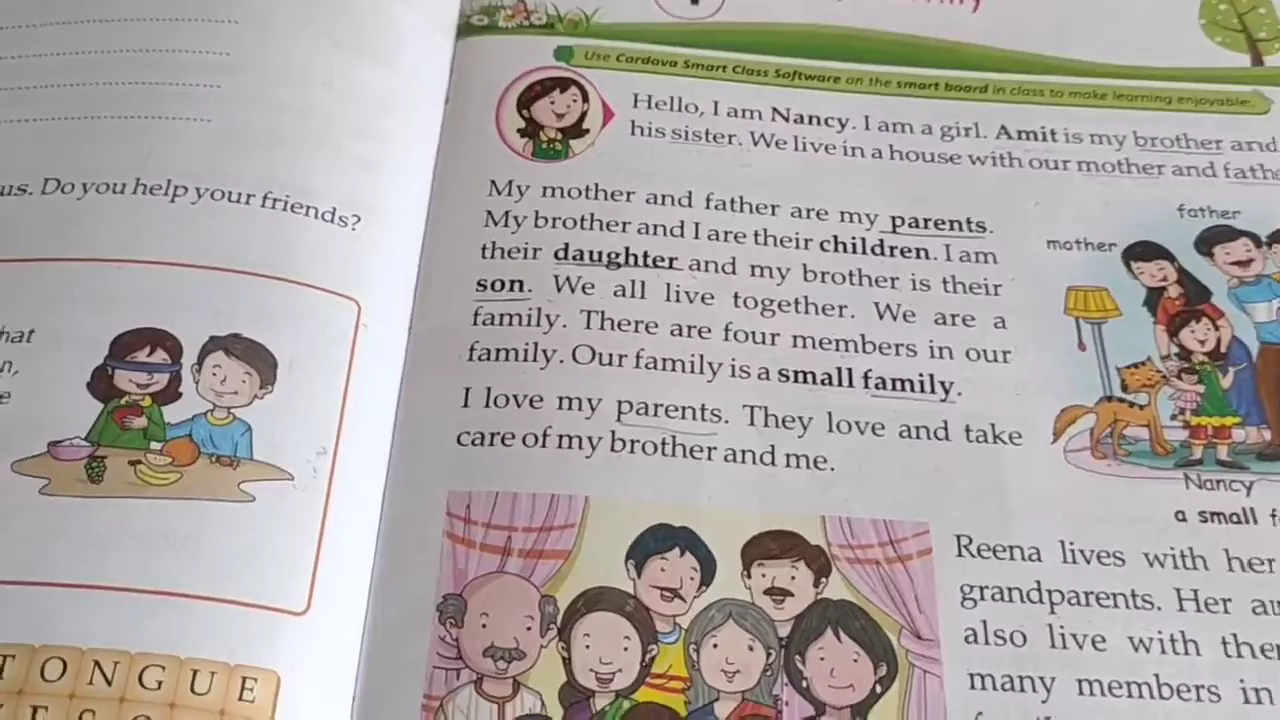 us. Do you help your friends?
hat
n,
e
TONGUE
Use Cordova Smart Class Software on the smart board in class to make learning enjoyable.
Hello, I am Nancy. I am a girl. Amit is my brother and
his sister. We live in a house with our mother and fath
My mother and father are my parents.
My brother and I are their children. I am
their daughter and my brother is their
son. We all live together. We are a
family. There are four members in our
family. Our family is a small family.
I love my parents. They love and take
care of my brother and me.
father
mother
Nancy
a small f
Reena lives with her
grandparents. Her au
also live with the
many members in